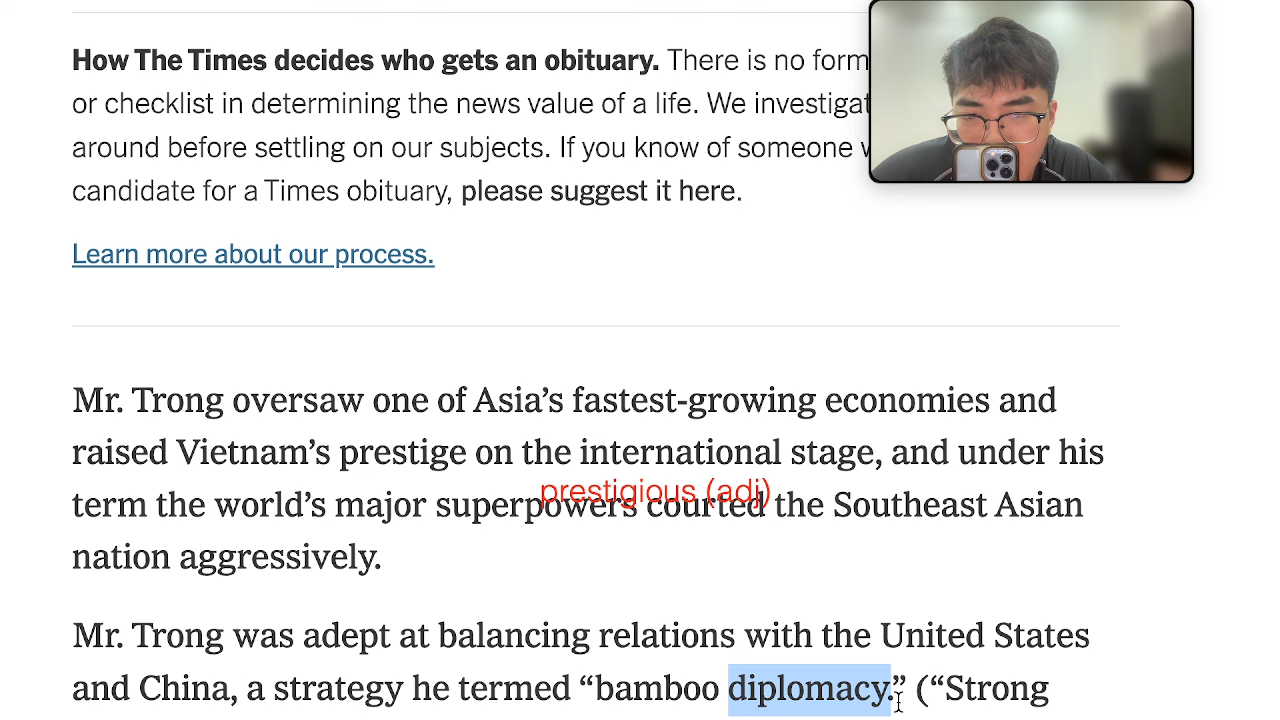 How The Times decides who gets an obituary. There is no form
or checklist in determining the news value of a life. We investigat
around before settling on our subjects. If you know of someone
candidate for a Times obituary, please suggest it here.
Learn more about our process.
Mr. Trong oversaw one of Asia’s fastest-growing economies and
raised Vietnam’s prestige on the international stage, and under his
prestigious (adj)
term the world’s major superpowers courted the Southeast Asian
nation aggressively.
Mr. Trong was adept at balancing relations with the United States
and China, a strategy he termed “bamboo diplomacy.” (“Strong